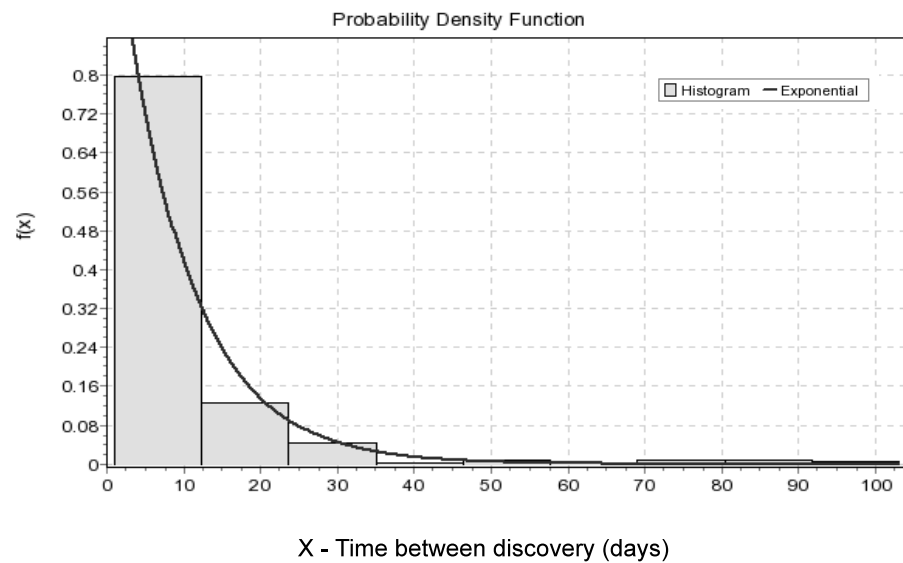 Probability Density Function
Histogram Exponential
f(x)
0.8
0.72
0.64
0.56
0.48
0.4
0.32
0.24
0.16
0.08
0
0 10 20 30 40 50 60 70 80 90 100
X - Time between discovery (days)